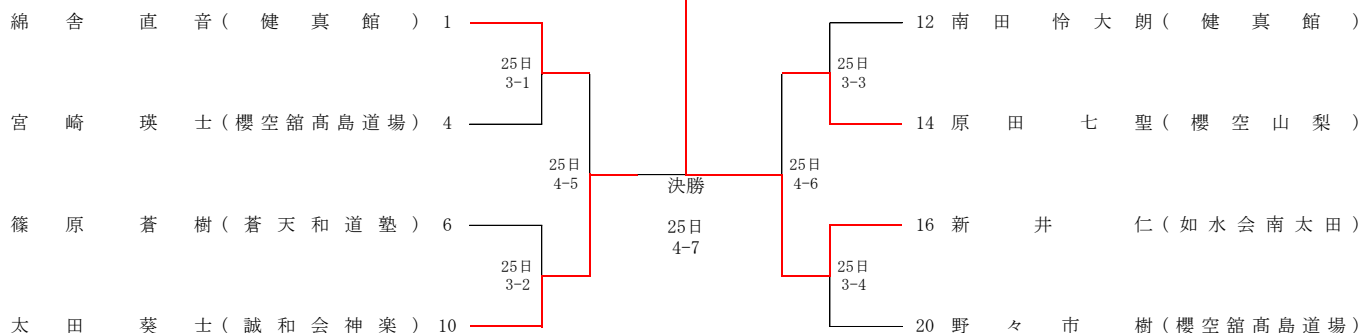 綿舎直音(健真館) 1
12 南田怜大朗(健真館)
25日
3-1
25日
3-3
宮崎瑛士(櫻空舘髙島道場) 4
14 原田七聖(櫻空山梨)
25日
4-5
25日
4-6
決勝
25日
4-7
篠原蒼樹(蒼天和道塾) 6
16 新井仁(如水会南太田)
25日
3-2
25日
3-4
太田葵士(誠和会神楽) 10
20 野々市樹(櫻空舘髙島道場)